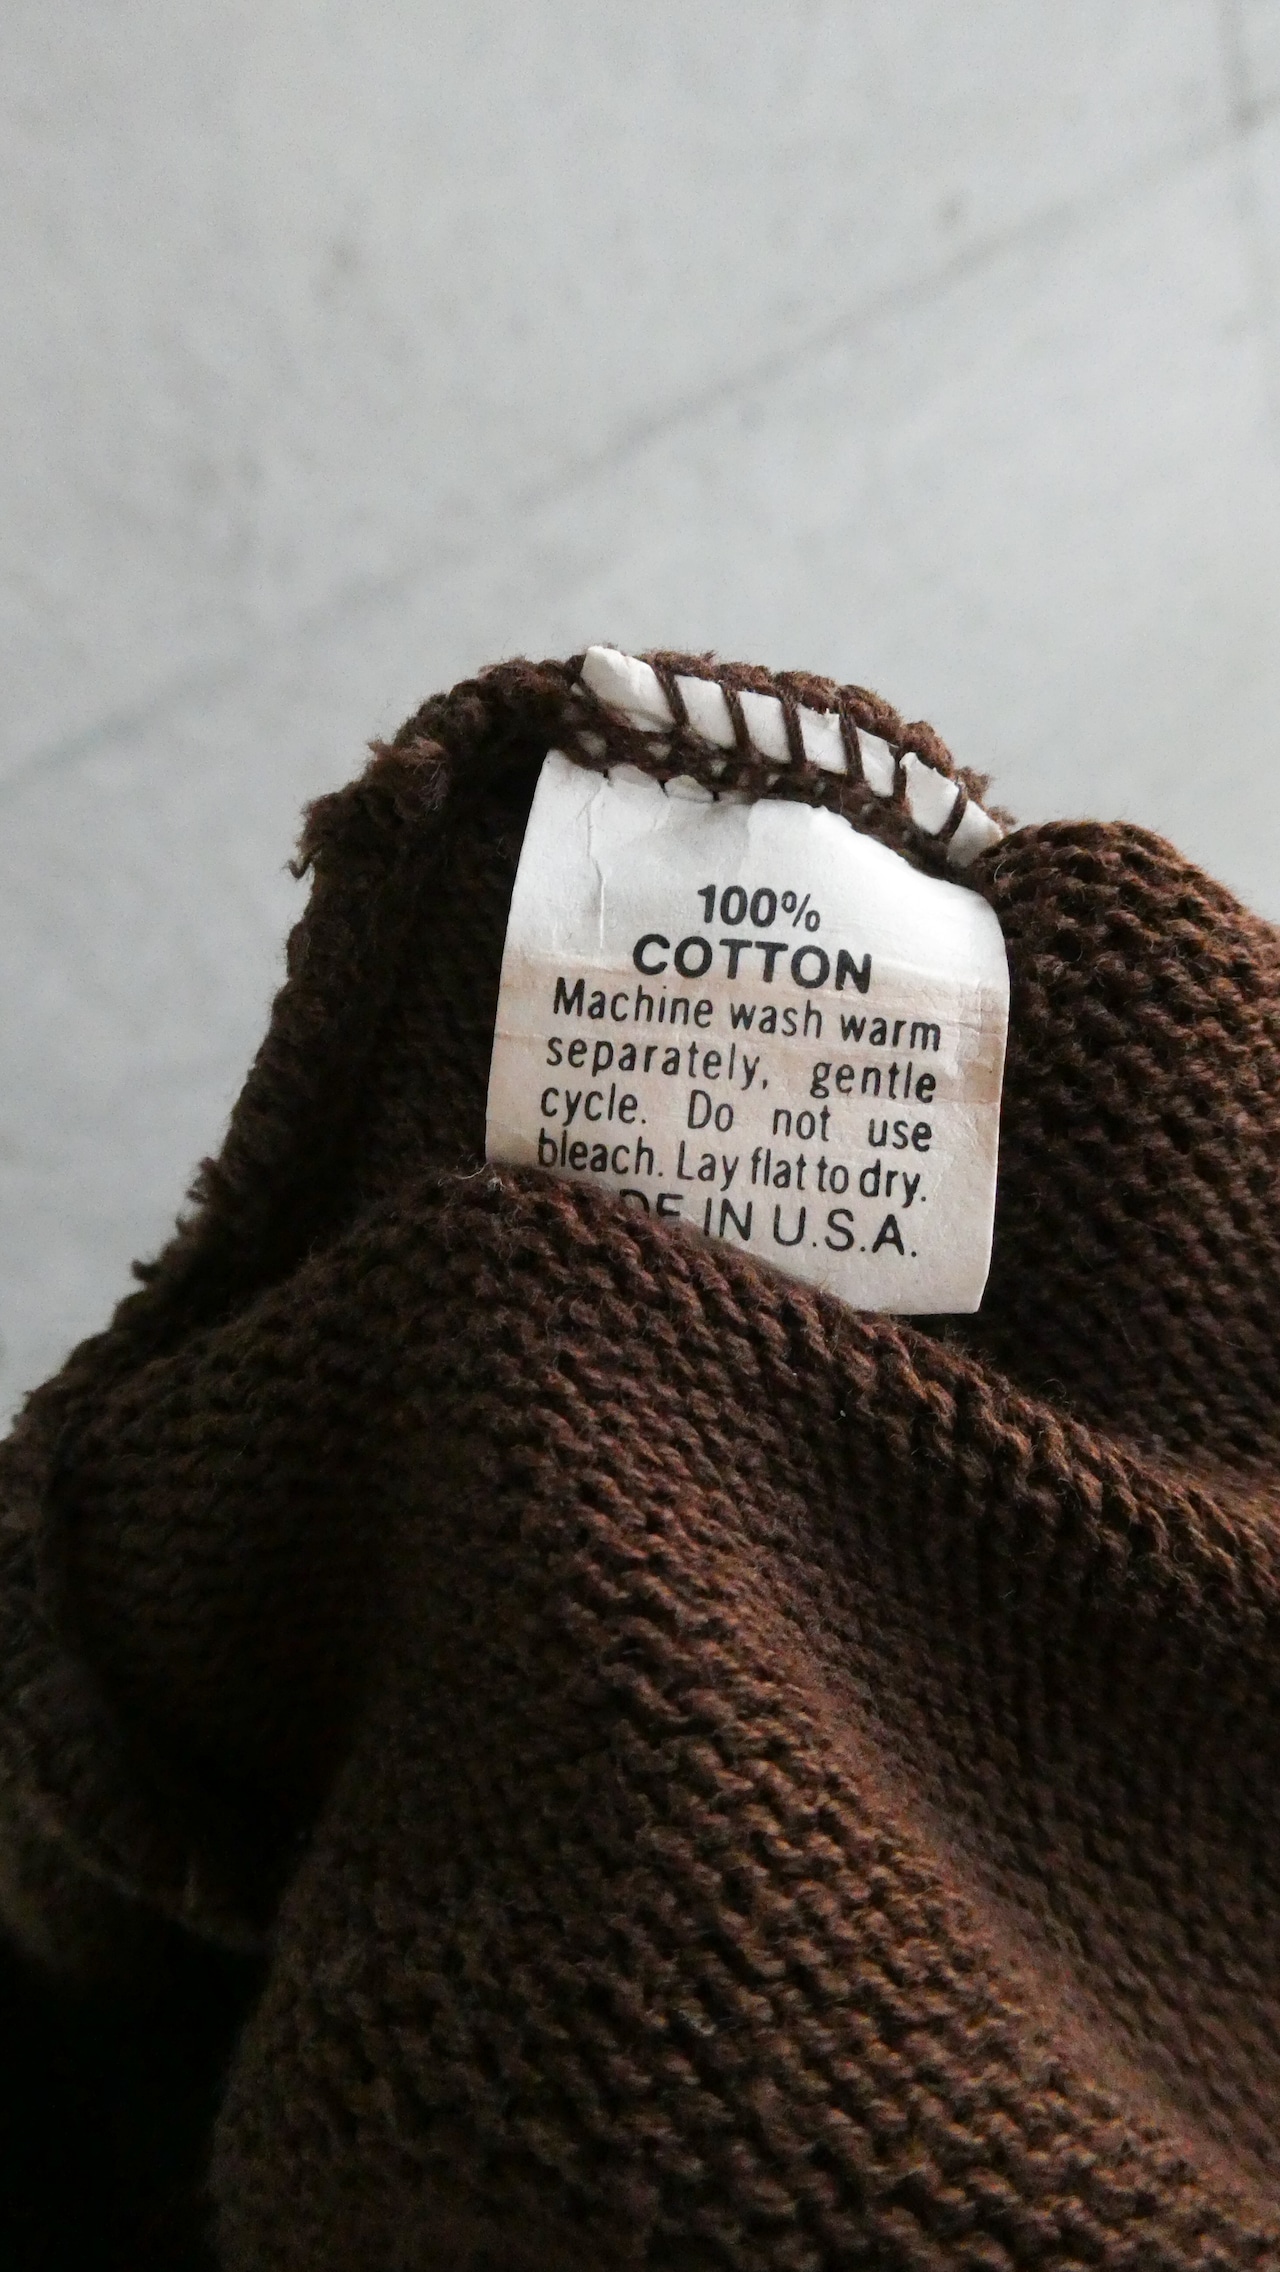 100%
COTTON
Machine wash warm
separately, gentle
cycle. Do not use
bleach. Lay flat to dry.
IN U.S.A.